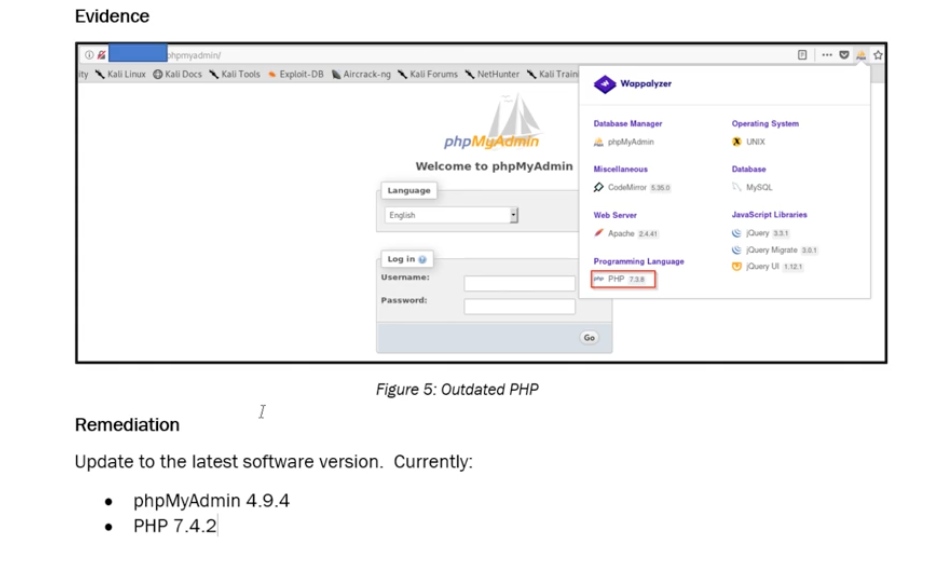 Evidence
phpmyadmin/
ity Kali Linux Kali Docs Kali Tools Exploit-DB Aircrack-ng Kali Forums NetHunter Kali Train
Wappalyzer
Database Manager
phpMyAdmin
Operating System
UNIX
Miscellaneous
CodeMirror 5.35.0
Database
MySQL
Web Server
Apache 2.4.41
JavaScript Libraries
jQuery 3.3.1
jQuery Migrate 3.0.1
jQuery UI 1.12.1
Programming Language
php PHP 7.3.8
phpMyAdmin
Welcome to phpMyAdmin
Language
English
Log in
Username:
Password:
Go
Figure 5: Outdated PHP
Remediation
Update to the latest software version. Currently:
• phpMyAdmin 4.9.4
• PHP 7.4.2